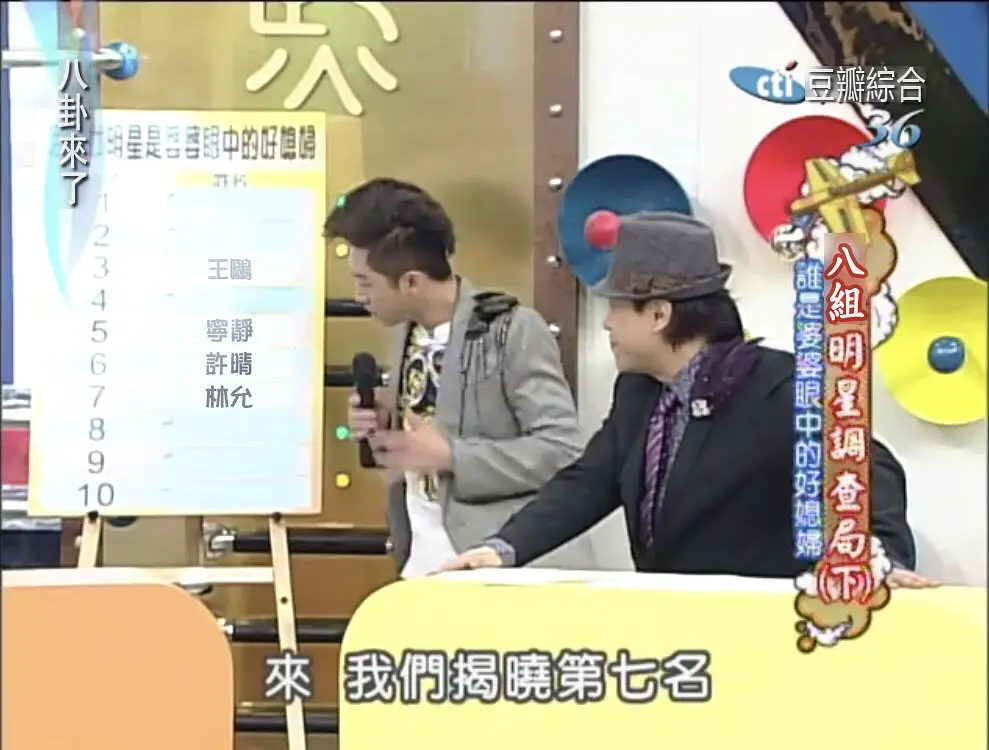 八卦來了
cti 豆瓣綜合
36
明星是婆婆眼中的好媳婦
1
2
3 王鷗
4
5 寧靜
6 許晴
7 林允
8
9
10
八組明星調查局(下)
誰是婆婆眼中的好媳婦
來 我們揭曉第七名